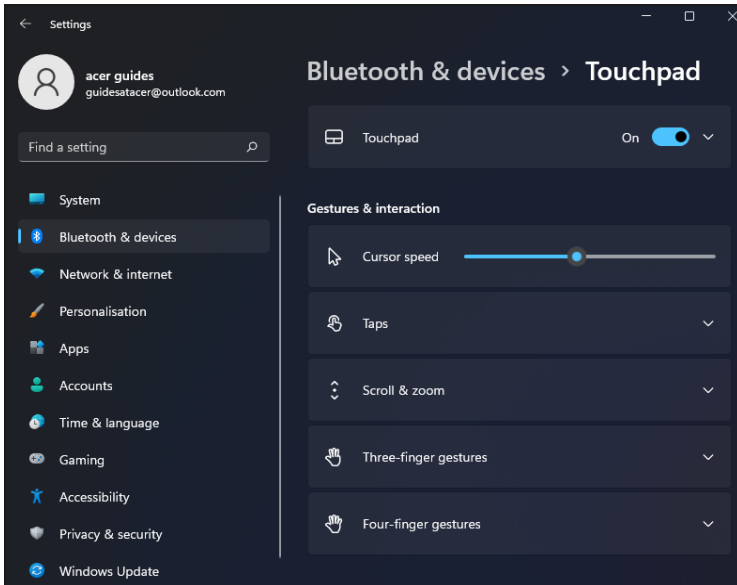 Settings
acer guides
guidesatacer@outlook.com
Find a setting
System
Bluetooth & devices
Network & internet
Personalisation
Apps
Accounts
Time & language
Gaming
Accessibility
Privacy & security
Windows Update
Bluetooth & devices > Touchpad
Touchpad On
Gestures & interaction
Cursor speed
Taps
Scroll & zoom
Three-finger gestures
Four-finger gestures